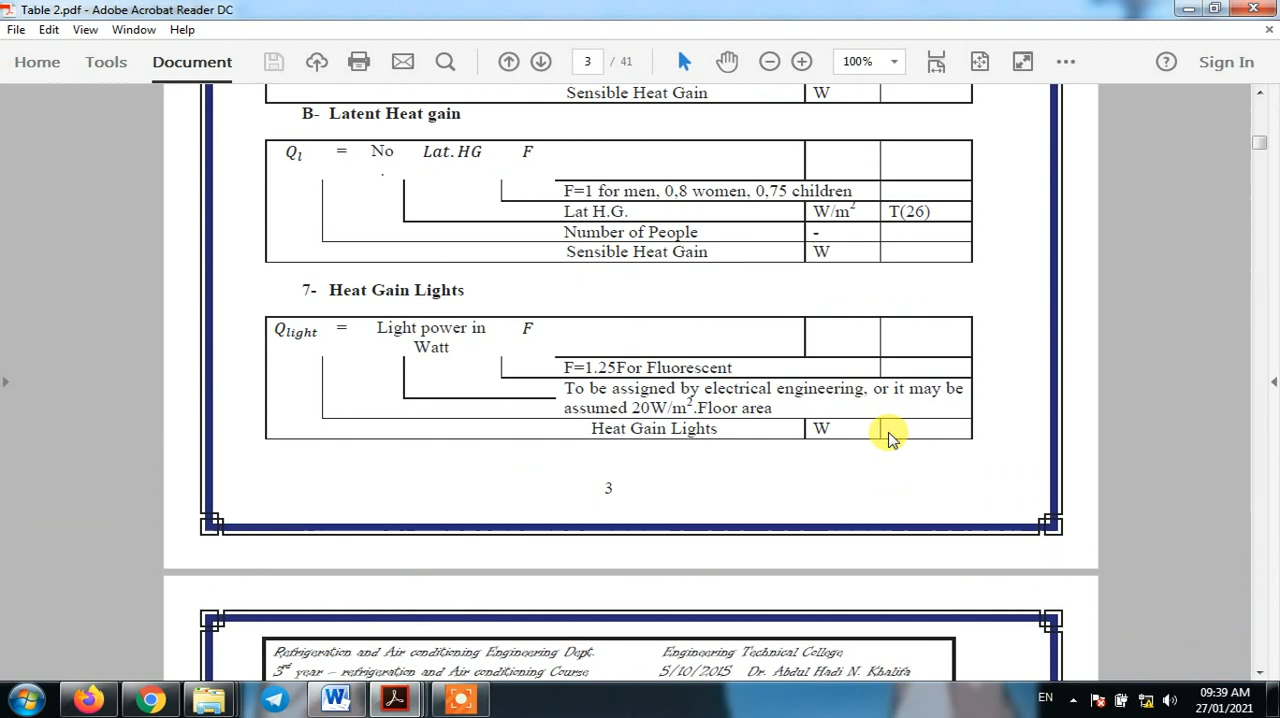 Table 2.pdf - Adobe Acrobat Reader DC
File Edit View Window Help
Home Tools Document 3 / 41 100% Sign In
Sensible Heat Gain W
B- Latent Heat gain
Q_l = No Lat.HG F
.
F=1 for men, 0,8 women, 0,75 children
Lat H.G. W/m² T(26)
Number of People -
Sensible Heat Gain W
7- Heat Gain Lights
Q_light = Light power in F
Watt
F=1.25For Fluorescent
To be assigned by electrical engineering, or it may be
assumed 20W/m².Floor area
Heat Gain Lights W
3
Refrigeration and Air conditioning Engineering Dept. Engineering Technical College
3rd year – refrigeration and Air conditioning Course 5/10/2015 Dr. Abdul Hadi N. Khalifa
EN 09:39 AM
27/01/2021